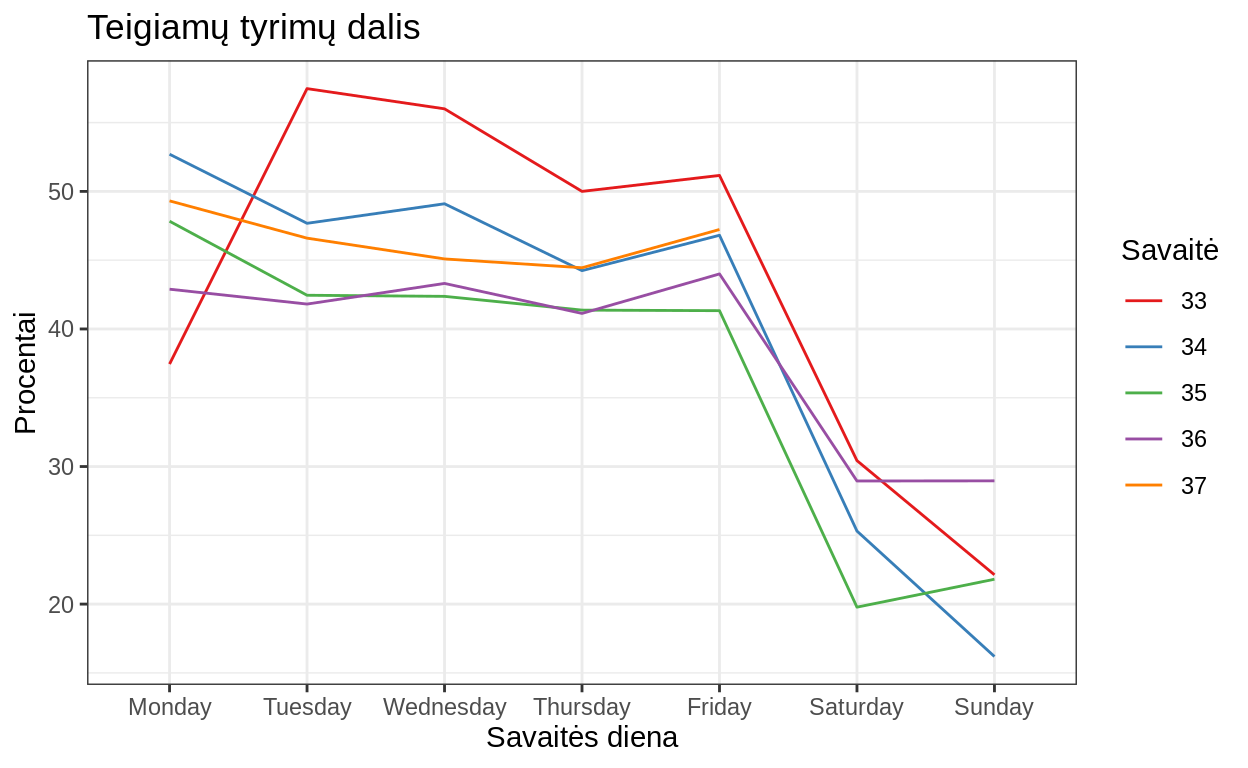 Teigiamų tyrimų dalis
Procentai
50
40
30
20
Monday Tuesday Wednesday Thursday Friday Saturday Sunday
Savaitės diena
Savaitė
33
34
35
36
37